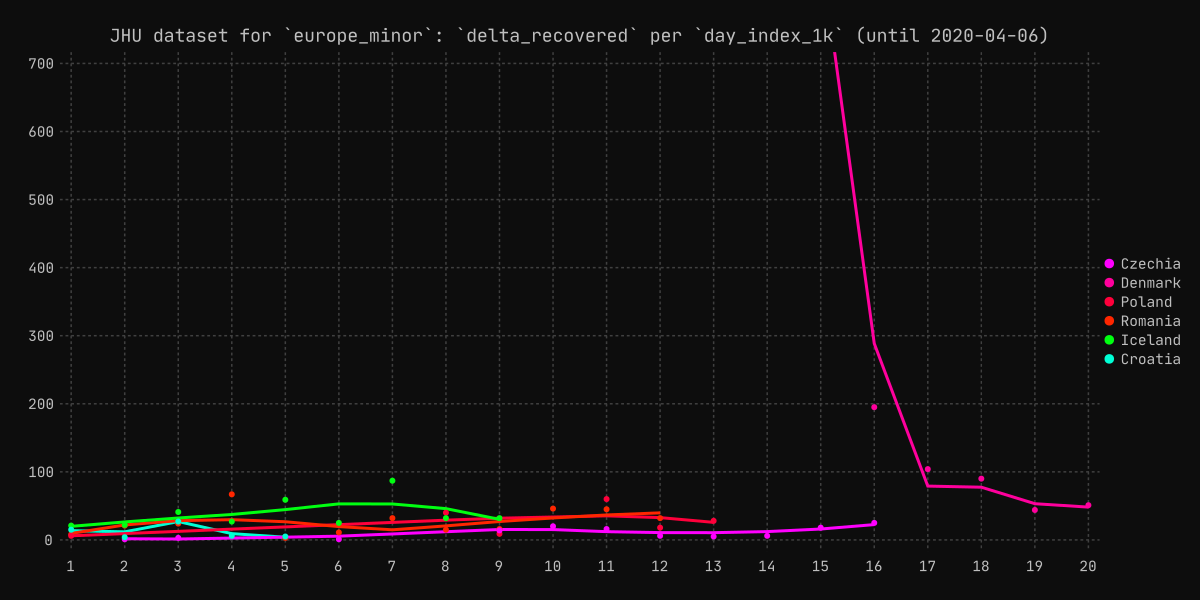 JHU dataset for `europe_minor`: `delta_recovered` per `day_index_1k` (until 2020-04-06)
700
600
500
400
300
200
100
0
1 2 3 4 5 6 7 8 9 10 11 12 13 14 15 16 17 18 19 20
Czechia
Denmark
Poland
Romania
Iceland
Croatia